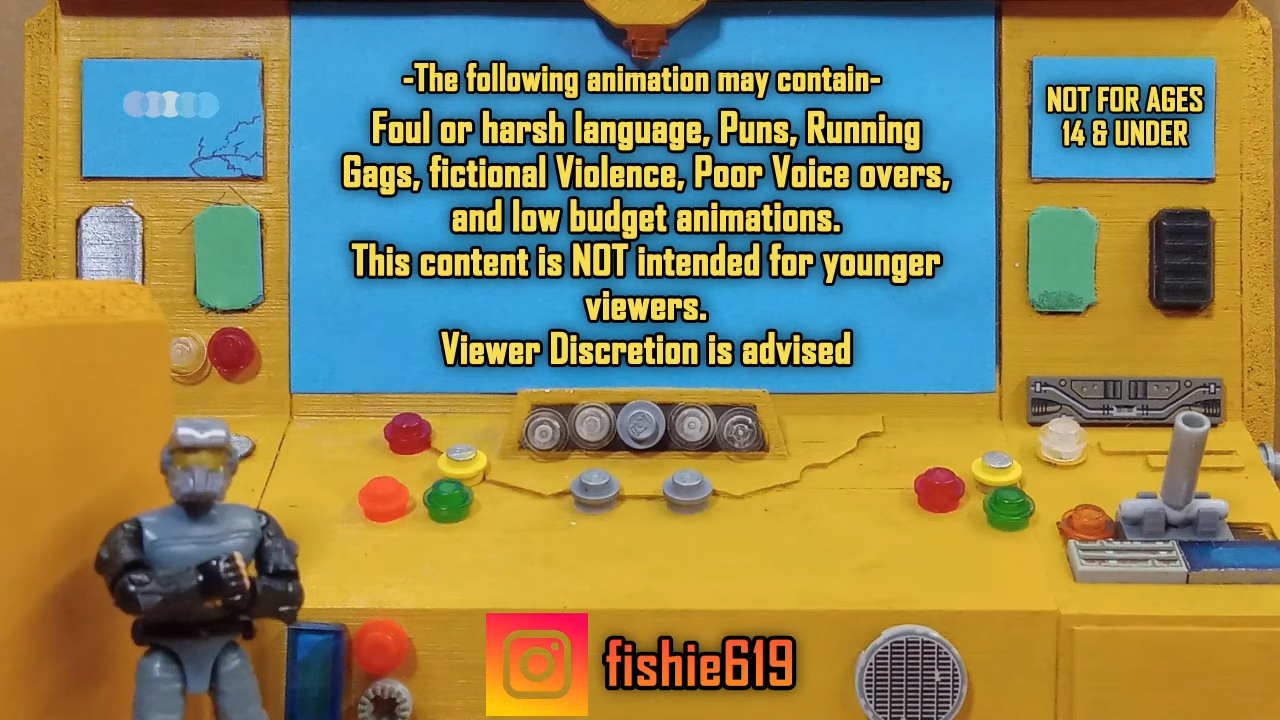 -The following animation may contain-
Foul or harsh language, Puns, Running
Gags, fictional Violence, Poor Voice overs,
and low budget animations.
This content is NOT intended for younger
viewers.
Viewer Discretion is advised
NOT FOR AGES
14 & UNDER
fishie619